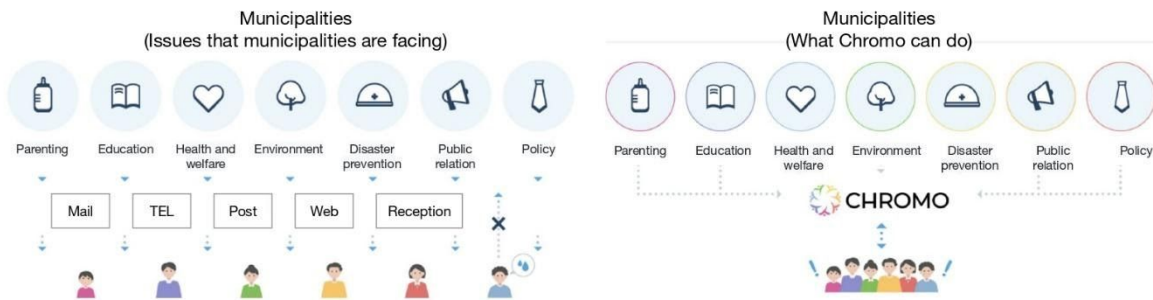 Municipalities
(Issues that municipalities are facing)
Parenting
Education
Health and
welfare
Environment
Disaster
prevention
Public
relation
Policy
Mail
TEL
Post
Web
Reception
Municipalities
(What Chromo can do)
Parenting
Education
Health and
welfare
Environment
Disaster
prevention
Public
relation
Policy
CHROMO